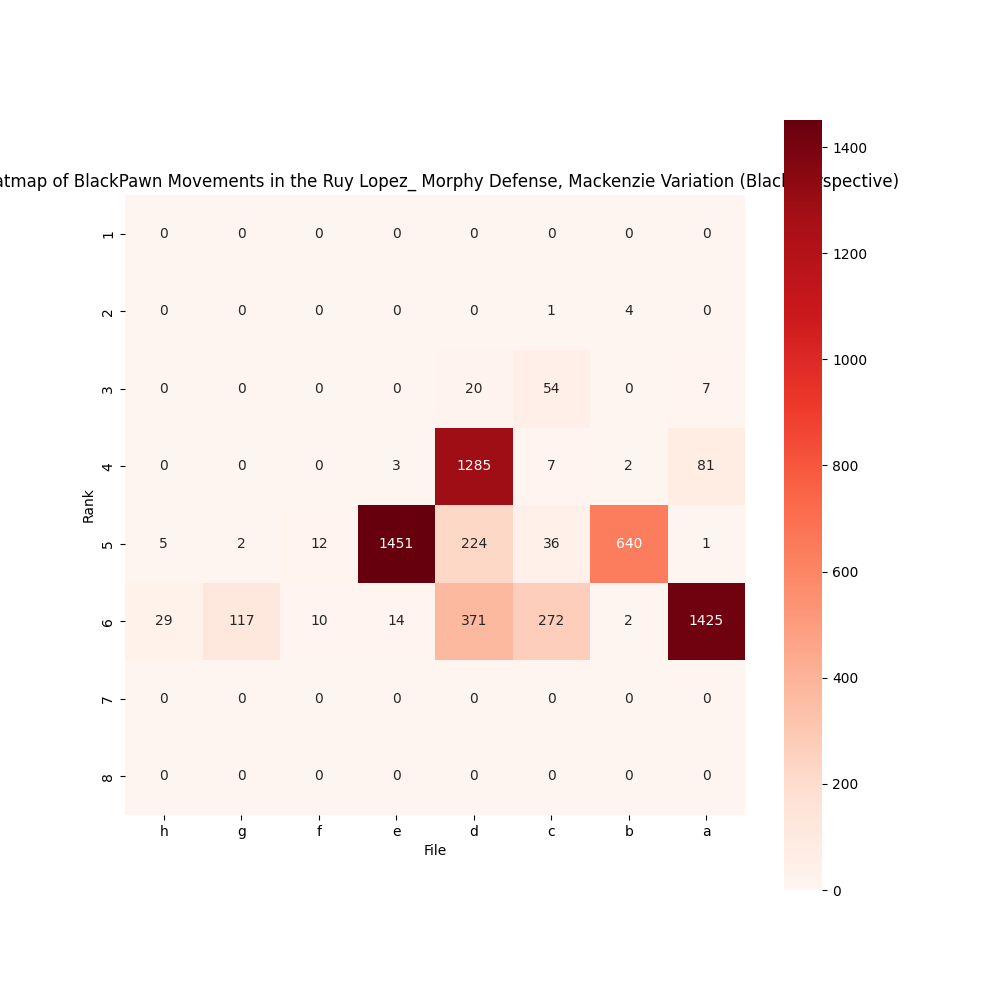 atmap of BlackPawn Movements in the Ruy Lopez_ Morphy Defense, Mackenzie Variation (Blac rspective)
1400
1200
1000
800
600
400
200
0
Rank
1 0 0 0 0 0 0 0 0
2 0 0 0 0 0 1 4 0
3 0 0 0 0 20 54 0 7
4 0 0 0 3 1285 7 2 81
5 5 2 12 1451 224 36 640 1
6 29 117 10 14 371 272 2 1425
7 0 0 0 0 0 0 0 0
8 0 0 0 0 0 0 0 0
h g f e d c b a
File